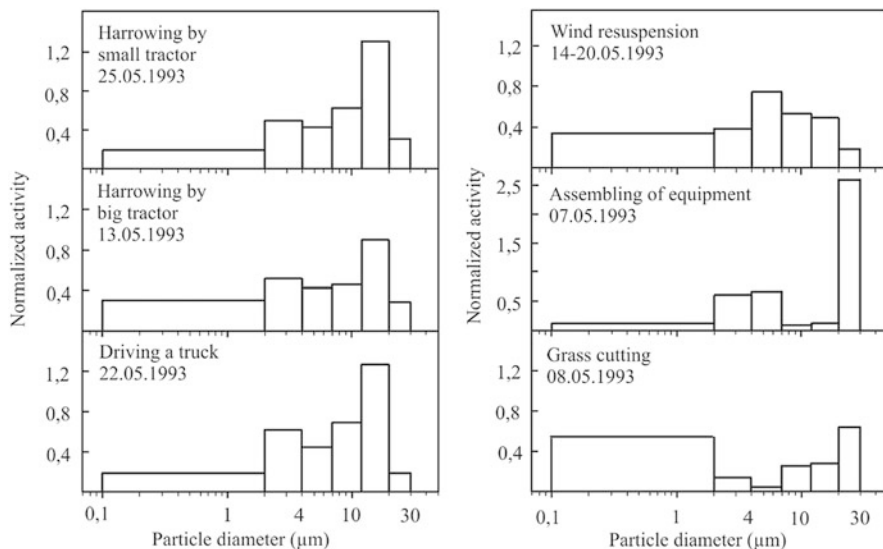 Harrowing by
small tractor
25.05.1993
1,2
0,8
0,4
Harrowing by
big tractor
13.05.1993
1,2
0,8
0,4
Driving a truck
22.05.1993
1,2
0,8
0,4
0,1
1
4
10
30
Particle diameter (µm)
Normalized activity
Wind resuspension
14-20.05.1993
1,2
0,8
0,4
Assembling of equipment
07.05.1993
2,5
1,5
0,5
Grass cutting
08.05.1993
1,2
0,8
0,4
0,1
1
4
10
30
Particle diameter (µm)
Normalized activity